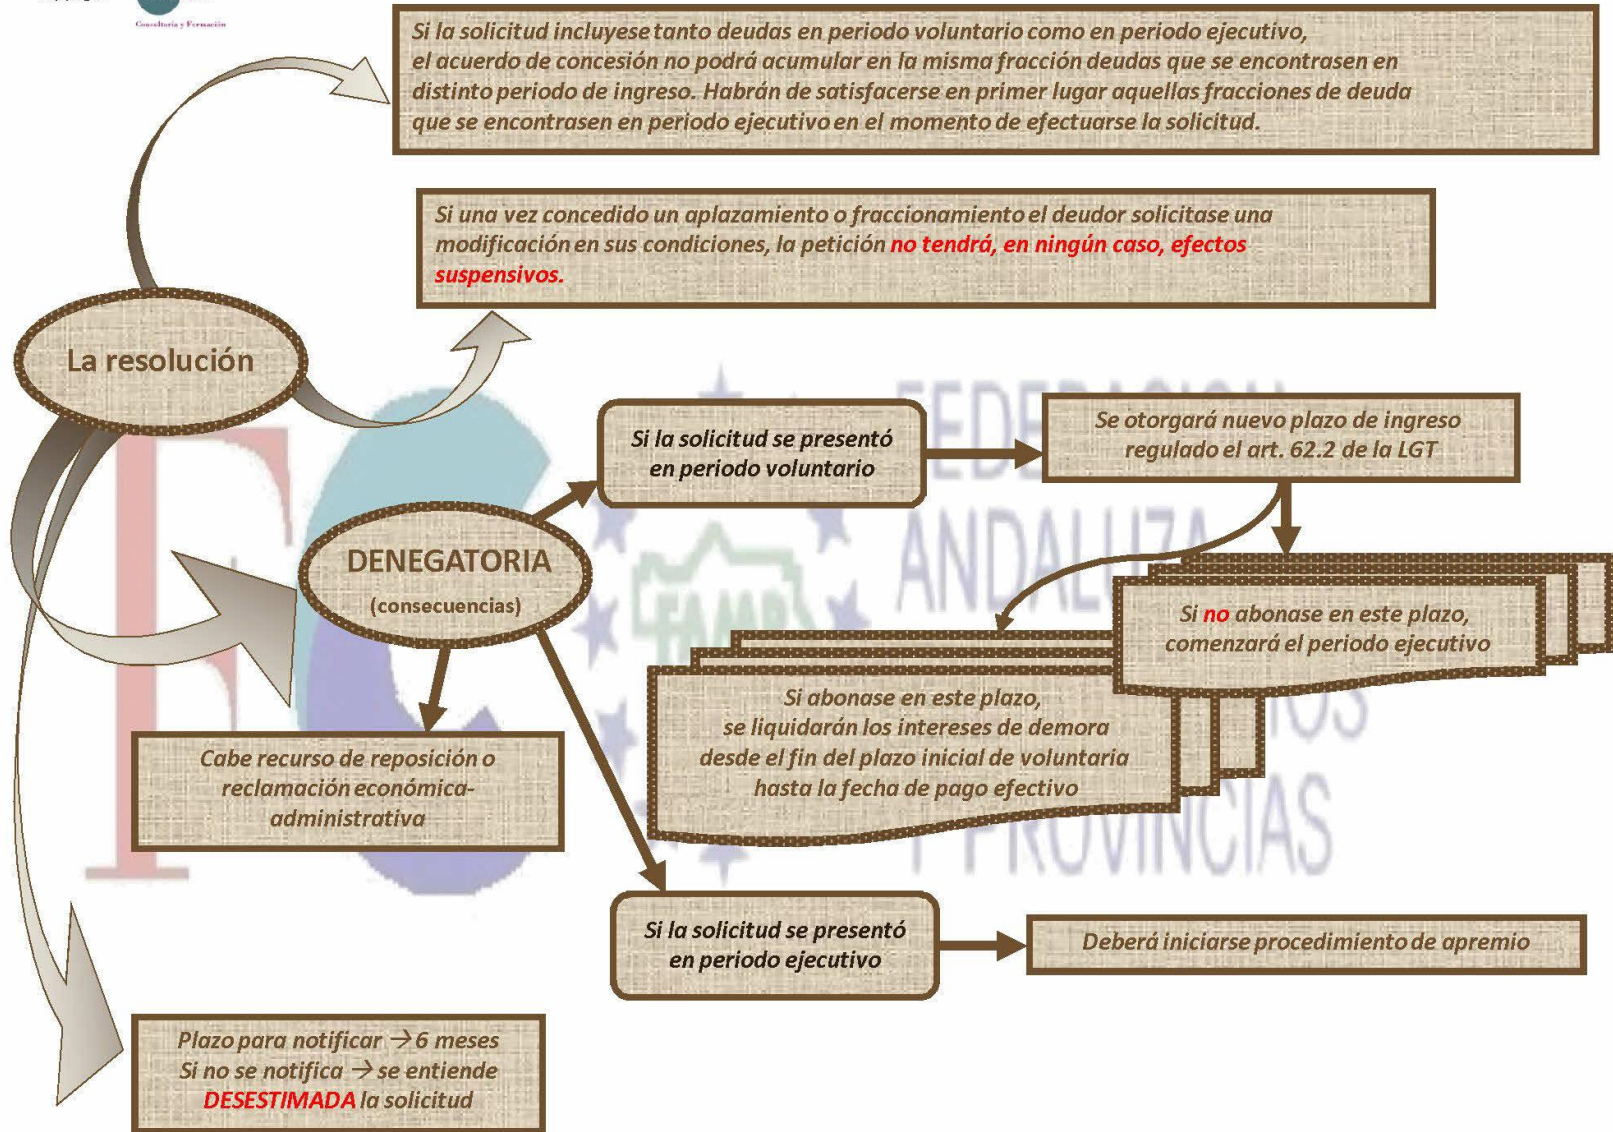 Consultoría y Formación
Si la solicitud incluyese tanto deudas en periodo voluntario como en periodo ejecutivo,
el acuerdo de concesión no podrá acumular en la misma fracción deudas que se encontrasen en
distinto periodo de ingreso. Habrán de satisfacerse en primer lugar aquellas fracciones de deuda
que se encontrasen en periodo ejecutivo en el momento de efectuarse la solicitud.
Si una vez concedido un aplazamiento o fraccionamiento el deudor solicitase una
modificación en sus condiciones, la petición no tendrá, en ningún caso, efectos
suspensivos.
La resolución
Si la solicitud se presentó
en periodo voluntario
Se otorgará nuevo plazo de ingreso
regulado el art. 62.2 de la LGT
DENEGATORIA
(consecuencias)
Si no abonase en este plazo,
comenzará el periodo ejecutivo
Si abonase en este plazo,
se liquidarán los intereses de demora
desde el fin del plazo inicial de voluntaria
hasta la fecha de pago efectivo
Cabe recurso de reposición o
reclamación económica-
administrativa
Si la solicitud se presentó
en periodo ejecutivo
Deberá iniciarse procedimiento de apremio
Plazo para notificar → 6 meses
Si no se notifica → se entiende
DESESTIMADA la solicitud
FEDERACION
ANDALUZA
Y PROVINCIAS
FAMP